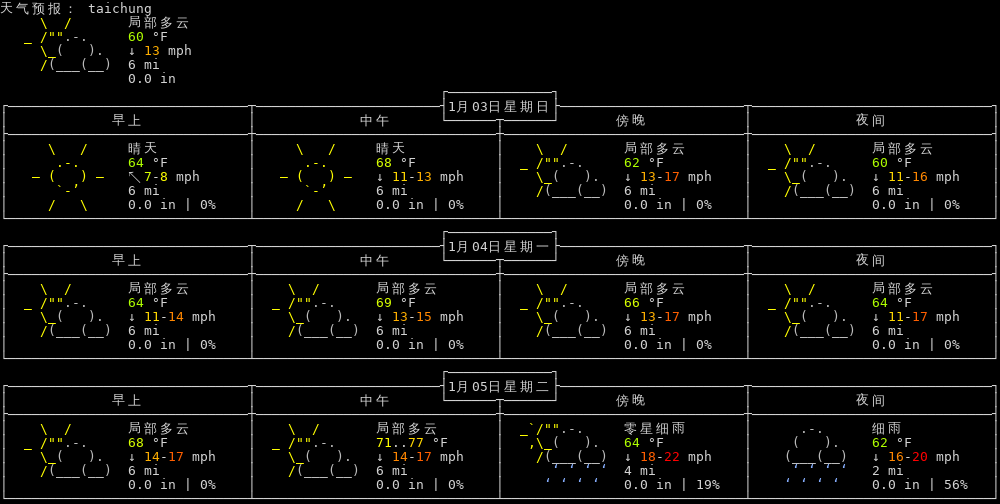 天气预报： taichung
局部多云
60 °F
↓ 13 mph
6 mi
0.0 in
1月03日星期日
早上 中午 傍晚 夜间
晴天 晴天 局部多云 局部多云
64 °F 68 °F 62 °F 60 °F
↖ 7-8 mph ↓ 11-13 mph ↓ 13-17 mph ↓ 11-16 mph
6 mi 6 mi 6 mi 6 mi
0.0 in | 0% 0.0 in | 0% 0.0 in | 0% 0.0 in | 0%
1月04日星期一
早上 中午 傍晚 夜间
局部多云 局部多云 局部多云 局部多云
64 °F 69 °F 66 °F 64 °F
↓ 11-14 mph ↓ 13-15 mph ↓ 13-17 mph ↓ 11-17 mph
6 mi 6 mi 6 mi 6 mi
0.0 in | 0% 0.0 in | 0% 0.0 in | 0% 0.0 in | 0%
1月05日星期二
早上 中午 傍晚 夜间
局部多云 局部多云 零星细雨 细雨
68 °F 71..77 °F 64 °F 62 °F
↓ 14-17 mph ↓ 14-17 mph ↓ 18-22 mph ↓ 16-20 mph
6 mi 6 mi 4 mi 2 mi
0.0 in | 0% 0.0 in | 0% 0.0 in | 19% 0.0 in | 56%